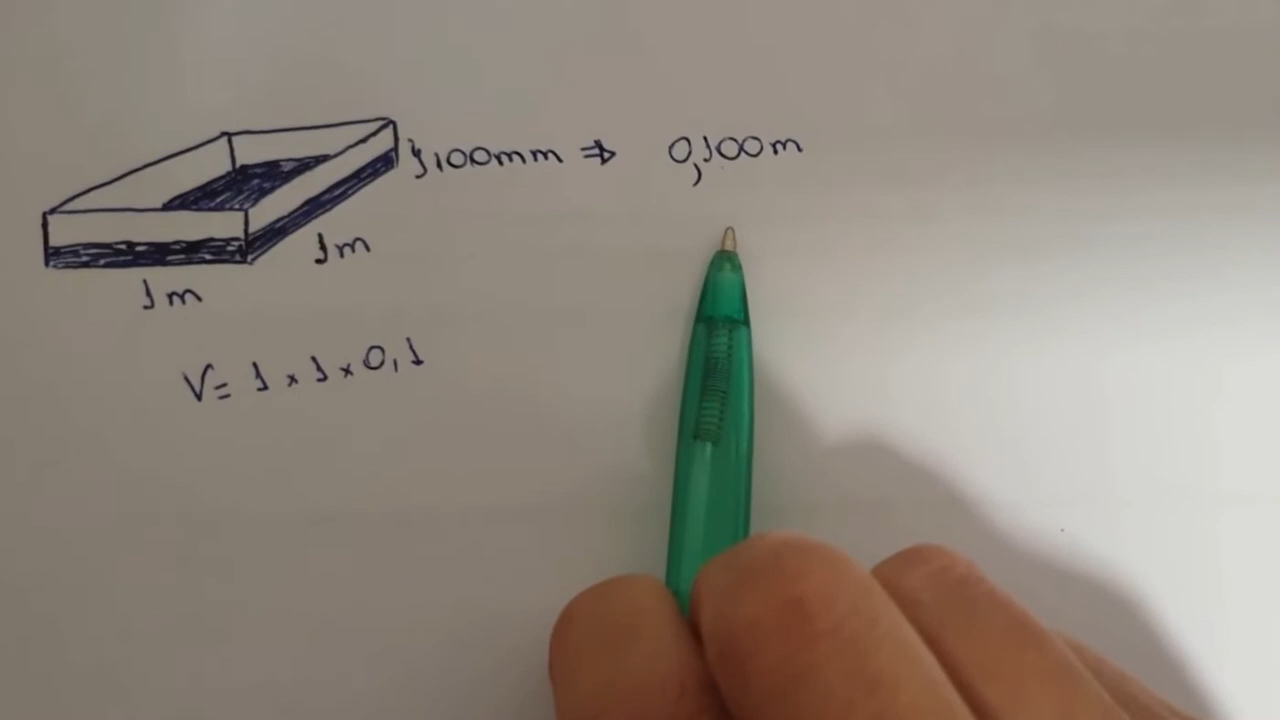 }100mm ⇒ 0,100m
1m
1m
V= 1 x 1 x 0,1